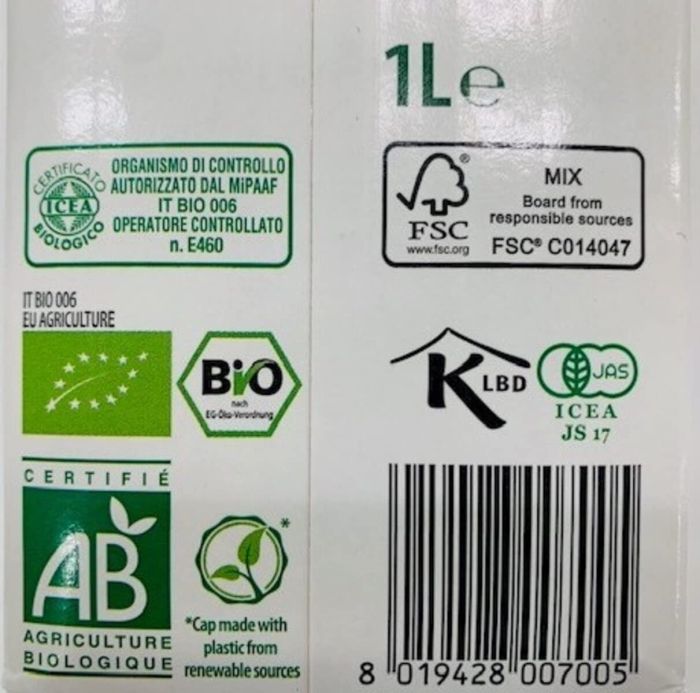 1L e
CERTIFICATO
ICEA
BIOLOGICO
ORGANISMO DI CONTROLLO
AUTORIZZATO DAL MiPAAF
IT BIO 006
OPERATORE CONTROLLATO
n. E460
FSC®
www.fsc.org
MIX
Board from
responsible sources
FSC® C014047
IT BIO 006
EU AGRICULTURE
BiO
nach
EG-Öko-Verordnung
K LBD
JAS
ICEA
JS 17
CERTIFIÉ
AB
AGRICULTURE
BIOLOGIQUE
*
*Cap made with
plastic from
renewable sources
8 019428 007005